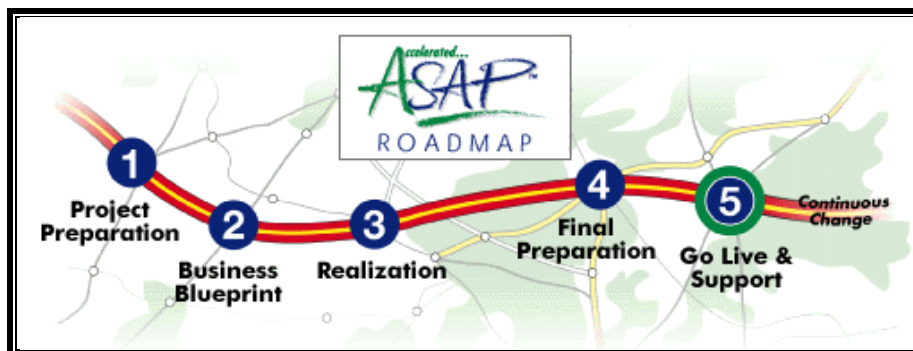 Accelerated...
ASAP™
ROADMAP
1
Project
Preparation
2
Business
Blueprint
3
Realization
4
Final
Preparation
5
Go Live &
Support
Continuous
Change